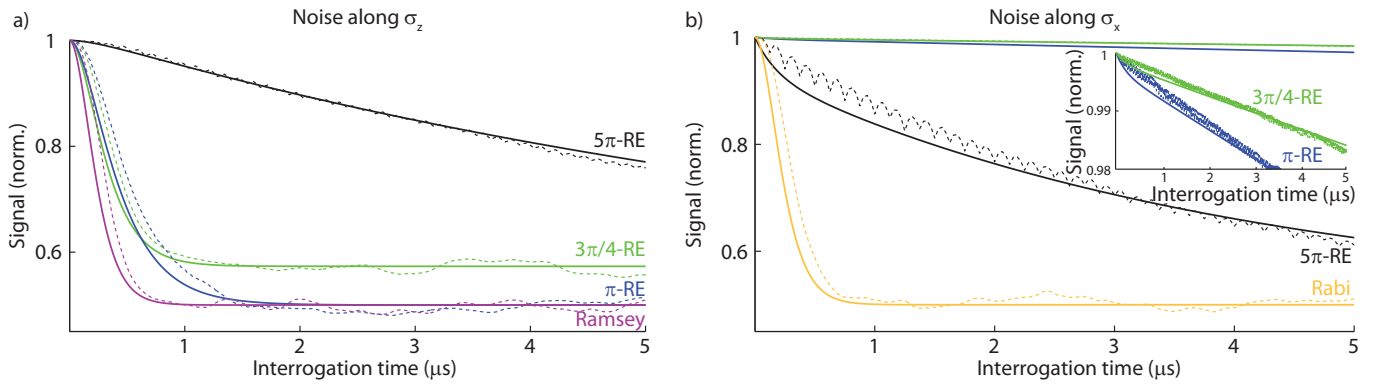 a)
Noise along σz
Signal (norm.)
1
0.8
0.6
5π-RE
3π/4-RE
π-RE
Ramsey
1 2 3 4 5
Interrogation time (μs)
b)
Noise along σx
Signal (norm.)
1
0.8
0.6
5π-RE
Rabi
1 2 3 4 5
Interrogation time (μs)
Signal (norm.)
1
0.99
0.98
3π/4-RE
π-RE
1 2 3 4 5
Interrogation time (μs)